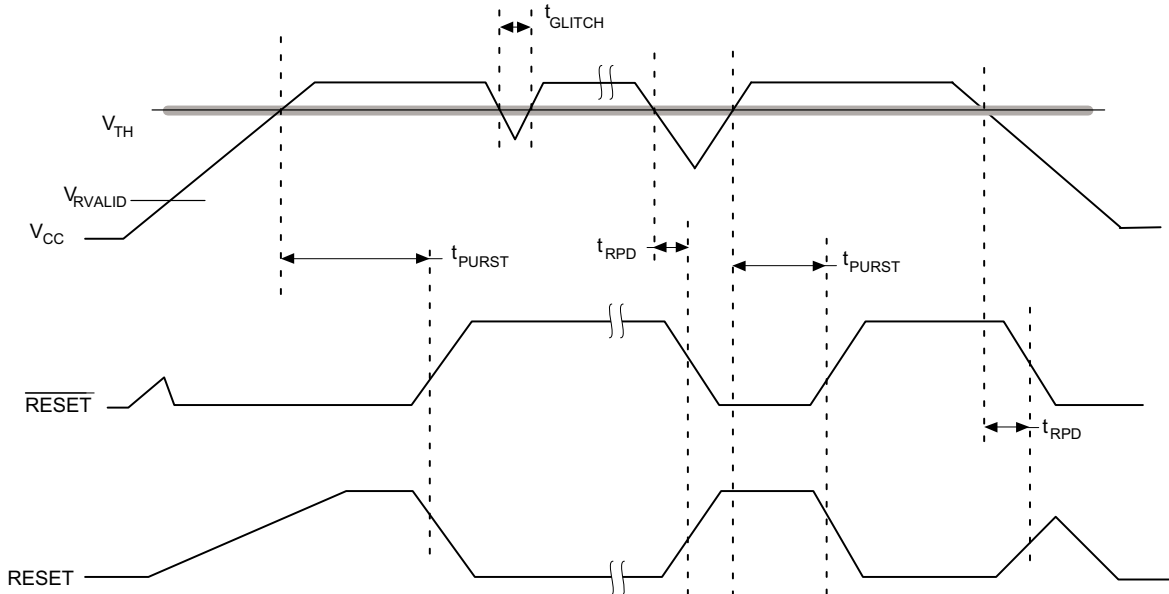 tGLITCH
VTH
VRVALID
VCC
tPURST
tRPD
tPURST
RESET
tRPD
RESET